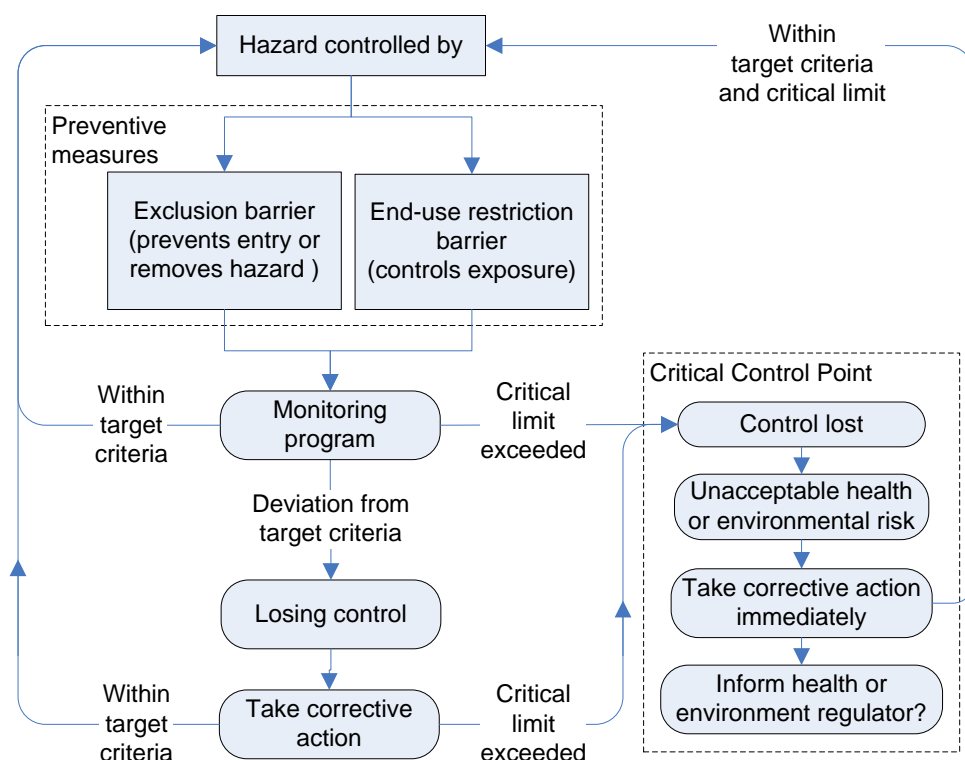 Hazard controlled by
Within
target criteria
and critical limit
Preventive
measures
Exclusion barrier
(prevents entry or
removes hazard )
End-use restriction
barrier
(controls exposure)
Within
target
criteria
Monitoring
program
Critical
limit
exceeded
Critical Control Point
Control lost
Unacceptable health
or environmental risk
Take corrective action
immediately
Inform health or
environment regulator?
Deviation from
target criteria
Losing control
Within
target
criteria
Take corrective
action
Critical
limit
exceeded